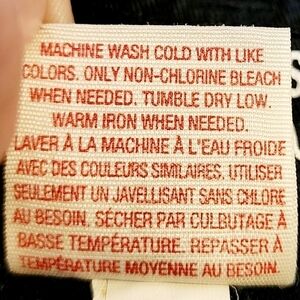 MACHINE WASH COLD WITH LIKE
COLORS. ONLY NON-CHLORINE BLEACH
WHEN NEEDED. TUMBLE DRY LOW.
WARM IRON WHEN NEEDED.
LAVER À LA MACHINE À L'EAU FROIDE
AVEC DES COULEURS SIMILAIRES. UTILISER
SEULEMENT UN JAVELLISANT SANS CHLORE
AU BESOIN. SÉCHER PAR CULBUTAGE À
BASSE TEMPÉRATURE. REPASSER À
TEMPÉRATURE MOYENNE AU BESOIN.